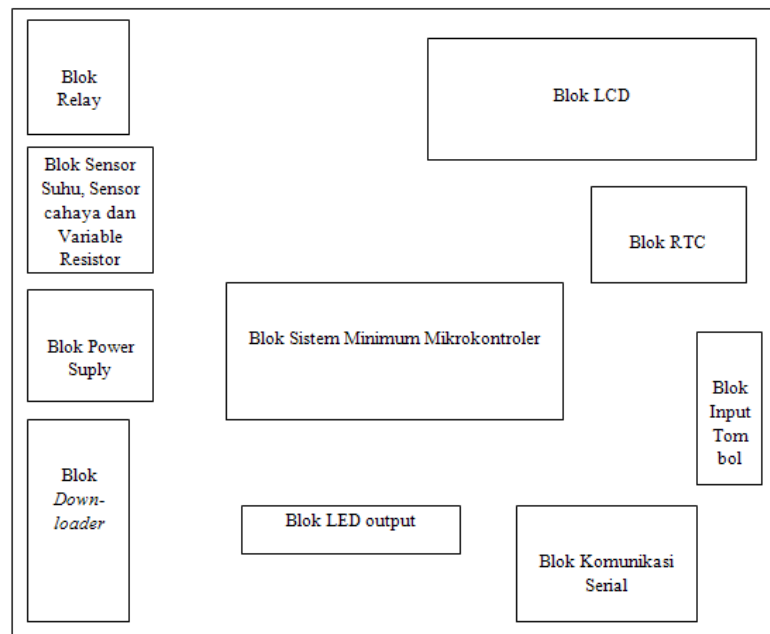 Blok
Relay
Blok LCD
Blok Sensor
Suhu, Sensor
cahaya dan
Variable
Resistor
Blok RTC
Blok Sistem Minimum Mikrokontroler
Blok Power
Suply
Blok
Input
Tom
bol
Blok
Down-
loader
Blok LED output
Blok Komunikasi
Serial